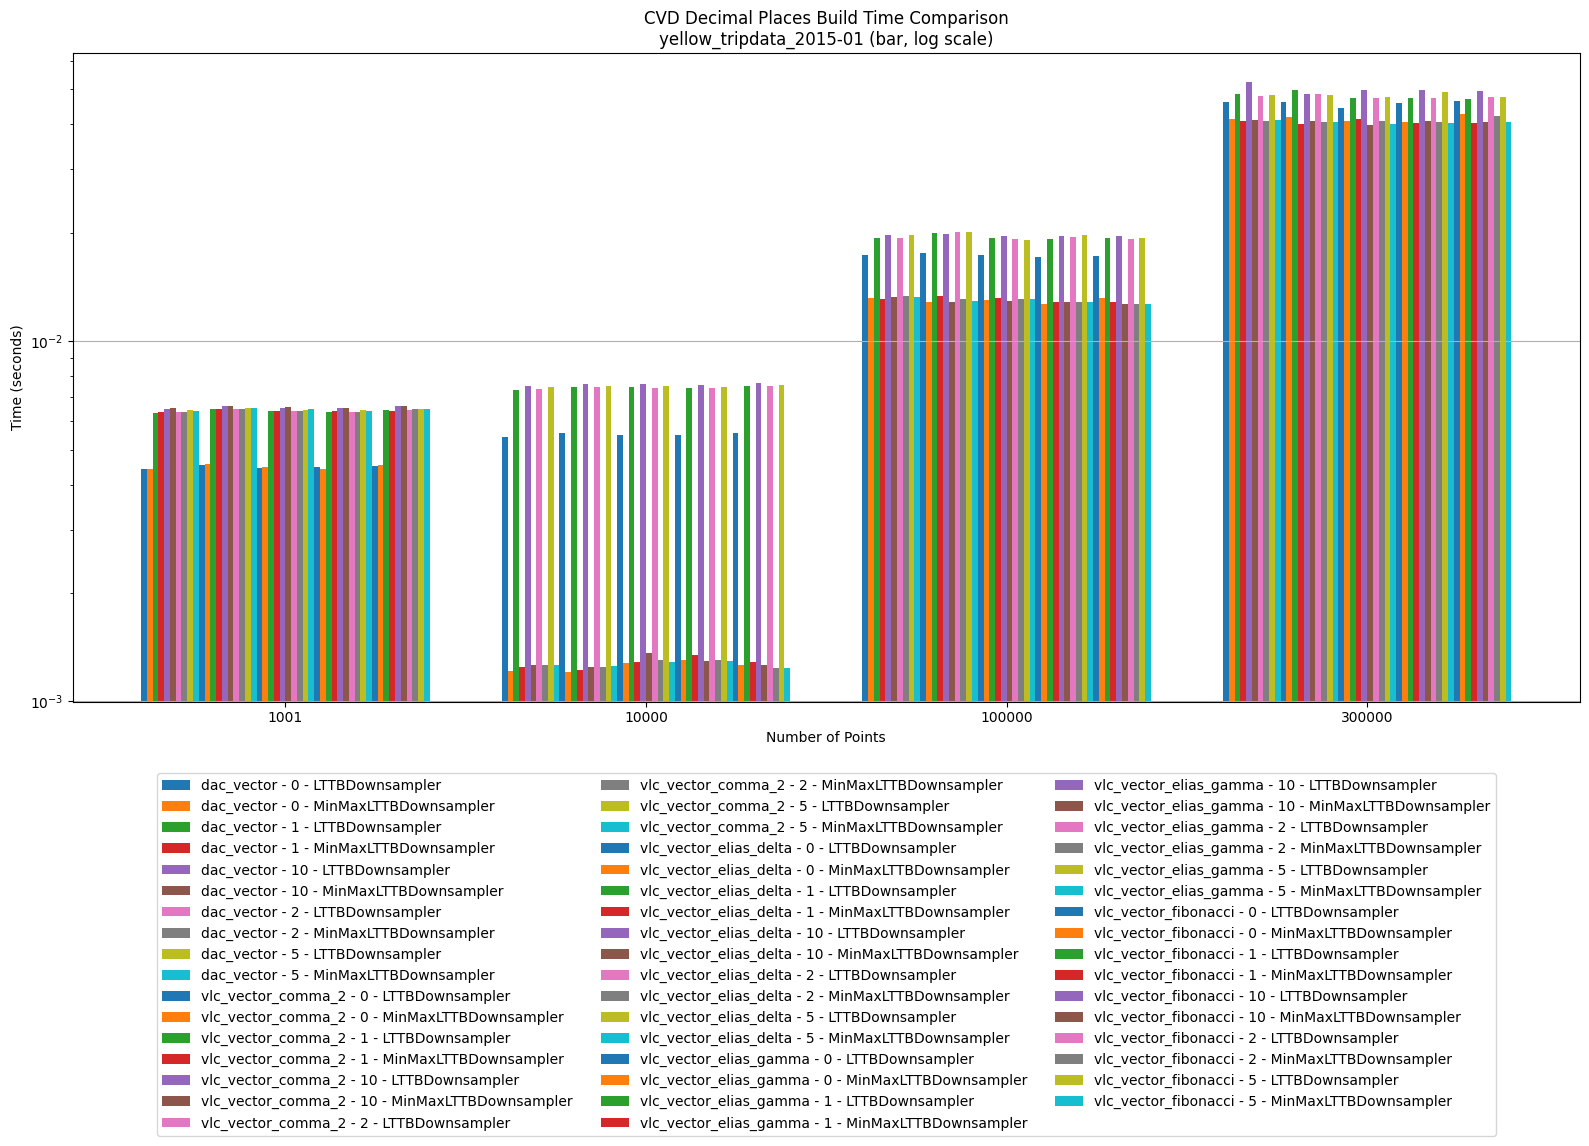 CVD Decimal Places Build Time Comparison
yellow_tripdata_2015-01 (bar, log scale)
Time (seconds)
10⁻²
10⁻³
1001 10000 100000 300000
Number of Points
dac_vector - 0 - LTTBDownsampler
dac_vector - 0 - MinMaxLTTBDownsampler
dac_vector - 1 - LTTBDownsampler
dac_vector - 1 - MinMaxLTTBDownsampler
dac_vector - 10 - LTTBDownsampler
dac_vector - 10 - MinMaxLTTBDownsampler
dac_vector - 2 - LTTBDownsampler
dac_vector - 2 - MinMaxLTTBDownsampler
dac_vector - 5 - LTTBDownsampler
dac_vector - 5 - MinMaxLTTBDownsampler
vlc_vector_comma_2 - 0 - LTTBDownsampler
vlc_vector_comma_2 - 0 - MinMaxLTTBDownsampler
vlc_vector_comma_2 - 1 - LTTBDownsampler
vlc_vector_comma_2 - 1 - MinMaxLTTBDownsampler
vlc_vector_comma_2 - 10 - LTTBDownsampler
vlc_vector_comma_2 - 10 - MinMaxLTTBDownsampler
vlc_vector_comma_2 - 2 - LTTBDownsampler
vlc_vector_comma_2 - 2 - MinMaxLTTBDownsampler
vlc_vector_comma_2 - 5 - LTTBDownsampler
vlc_vector_comma_2 - 5 - MinMaxLTTBDownsampler
vlc_vector_elias_delta - 0 - LTTBDownsampler
vlc_vector_elias_delta - 0 - MinMaxLTTBDownsampler
vlc_vector_elias_delta - 1 - LTTBDownsampler
vlc_vector_elias_delta - 1 - MinMaxLTTBDownsampler
vlc_vector_elias_delta - 10 - LTTBDownsampler
vlc_vector_elias_delta - 10 - MinMaxLTTBDownsampler
vlc_vector_elias_delta - 2 - LTTBDownsampler
vlc_vector_elias_delta - 2 - MinMaxLTTBDownsampler
vlc_vector_elias_delta - 5 - LTTBDownsampler
vlc_vector_elias_delta - 5 - MinMaxLTTBDownsampler
vlc_vector_elias_gamma - 0 - LTTBDownsampler
vlc_vector_elias_gamma - 0 - MinMaxLTTBDownsampler
vlc_vector_elias_gamma - 1 - LTTBDownsampler
vlc_vector_elias_gamma - 1 - MinMaxLTTBDownsampler
vlc_vector_elias_gamma - 10 - LTTBDownsampler
vlc_vector_elias_gamma - 10 - MinMaxLTTBDownsampler
vlc_vector_elias_gamma - 2 - LTTBDownsampler
vlc_vector_elias_gamma - 2 - MinMaxLTTBDownsampler
vlc_vector_elias_gamma - 5 - LTTBDownsampler
vlc_vector_elias_gamma - 5 - MinMaxLTTBDownsampler
vlc_vector_fibonacci - 0 - LTTBDownsampler
vlc_vector_fibonacci - 0 - MinMaxLTTBDownsampler
vlc_vector_fibonacci - 1 - LTTBDownsampler
vlc_vector_fibonacci - 1 - MinMaxLTTBDownsampler
vlc_vector_fibonacci - 10 - LTTBDownsampler
vlc_vector_fibonacci - 10 - MinMaxLTTBDownsampler
vlc_vector_fibonacci - 2 - LTTBDownsampler
vlc_vector_fibonacci - 2 - MinMaxLTTBDownsampler
vlc_vector_fibonacci - 5 - LTTBDownsampler
vlc_vector_fibonacci - 5 - MinMaxLTTBDownsampler